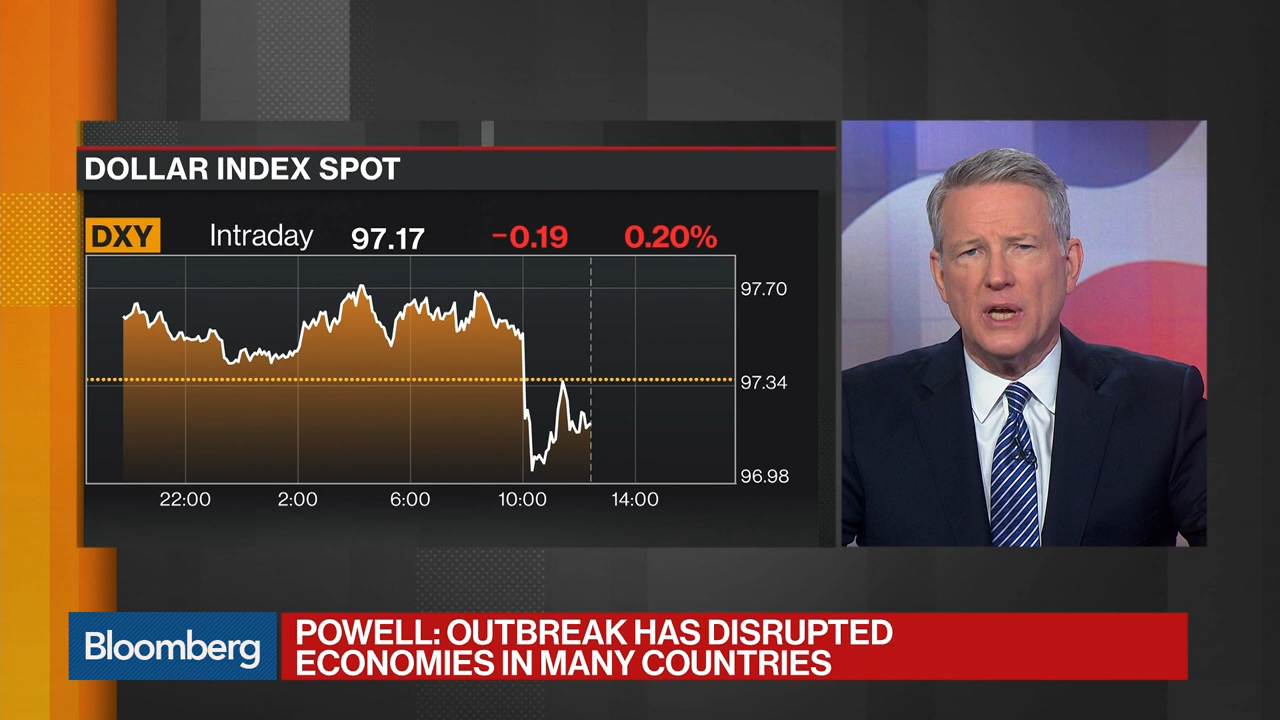 DOLLAR INDEX SPOT
DXY Intraday 97.17 −0.19 0.20%
97.70
97.34
96.98
22:00 2:00 6:00 10:00 14:00
Bloomberg
POWELL: OUTBREAK HAS DISRUPTED
ECONOMIES IN MANY COUNTRIES